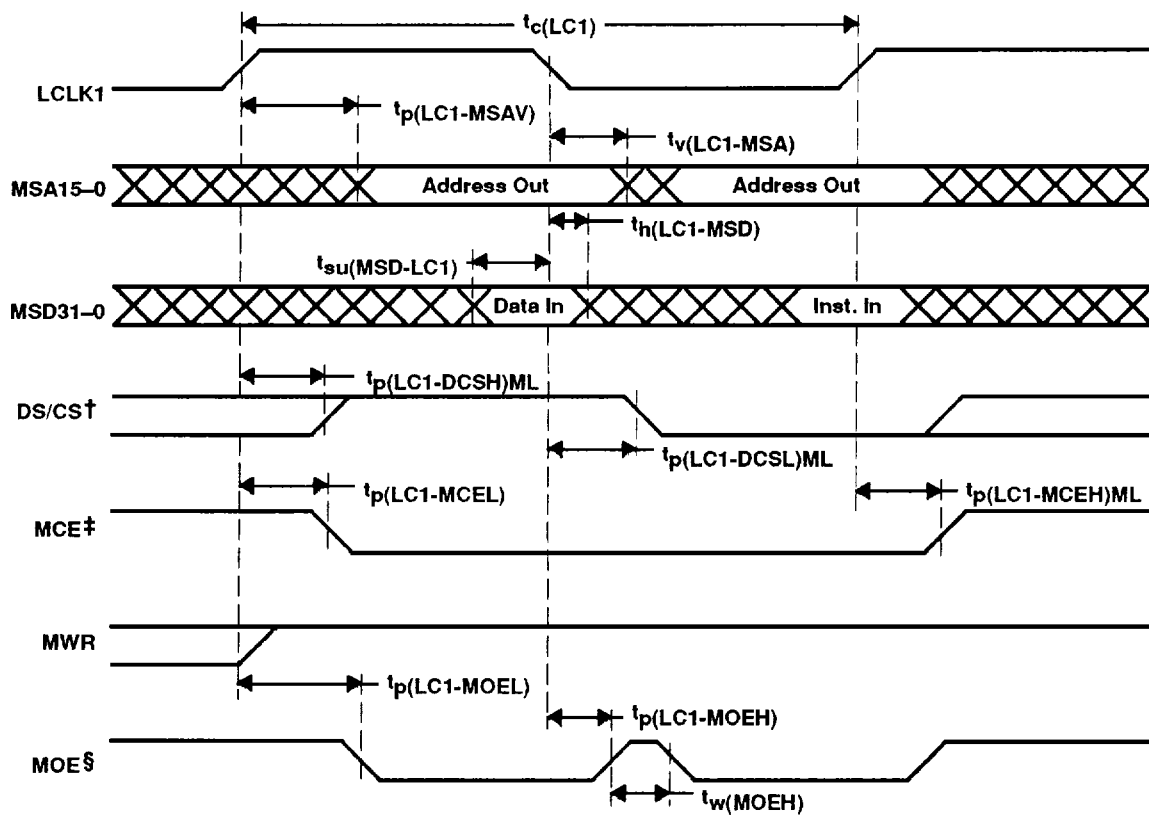 tc(LC1)
LCLK1
tp(LC1-MSAV)
tv(LC1-MSA)
MSA15–0
Address Out
Address Out
th(LC1-MSD)
tsu(MSD-LC1)
MSD31–0
Data In
Inst. In
tp(LC1-DCSH)ML
DS/CS†
tp(LC1-DCSL)ML
tp(LC1-MCEL)
tp(LC1-MCEH)ML
MCE‡
MWR
tp(LC1-MOEL)
tp(LC1-MOEH)
MOE§
tw(MOEH)